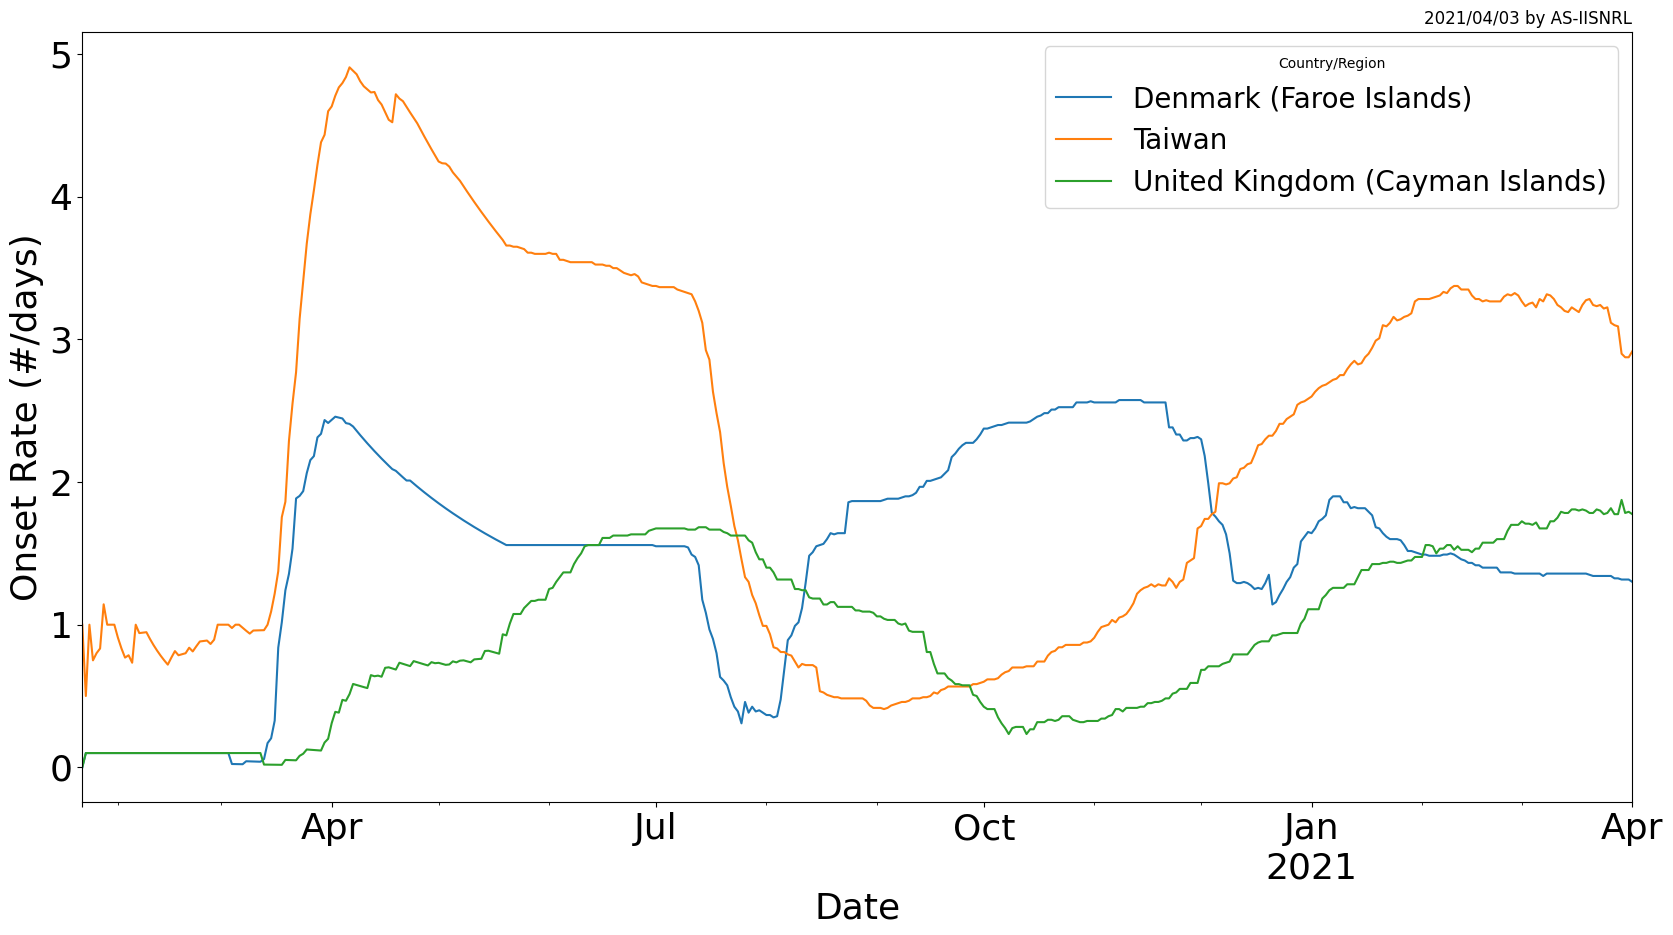 2021/04/03 by AS-IISNRL
Country/Region
Denmark (Faroe Islands)
Taiwan
United Kingdom (Cayman Islands)
Onset Rate (#/days)
5
4
3
2
1
0
Apr
Jul
Oct
Jan
2021
Apr
Date